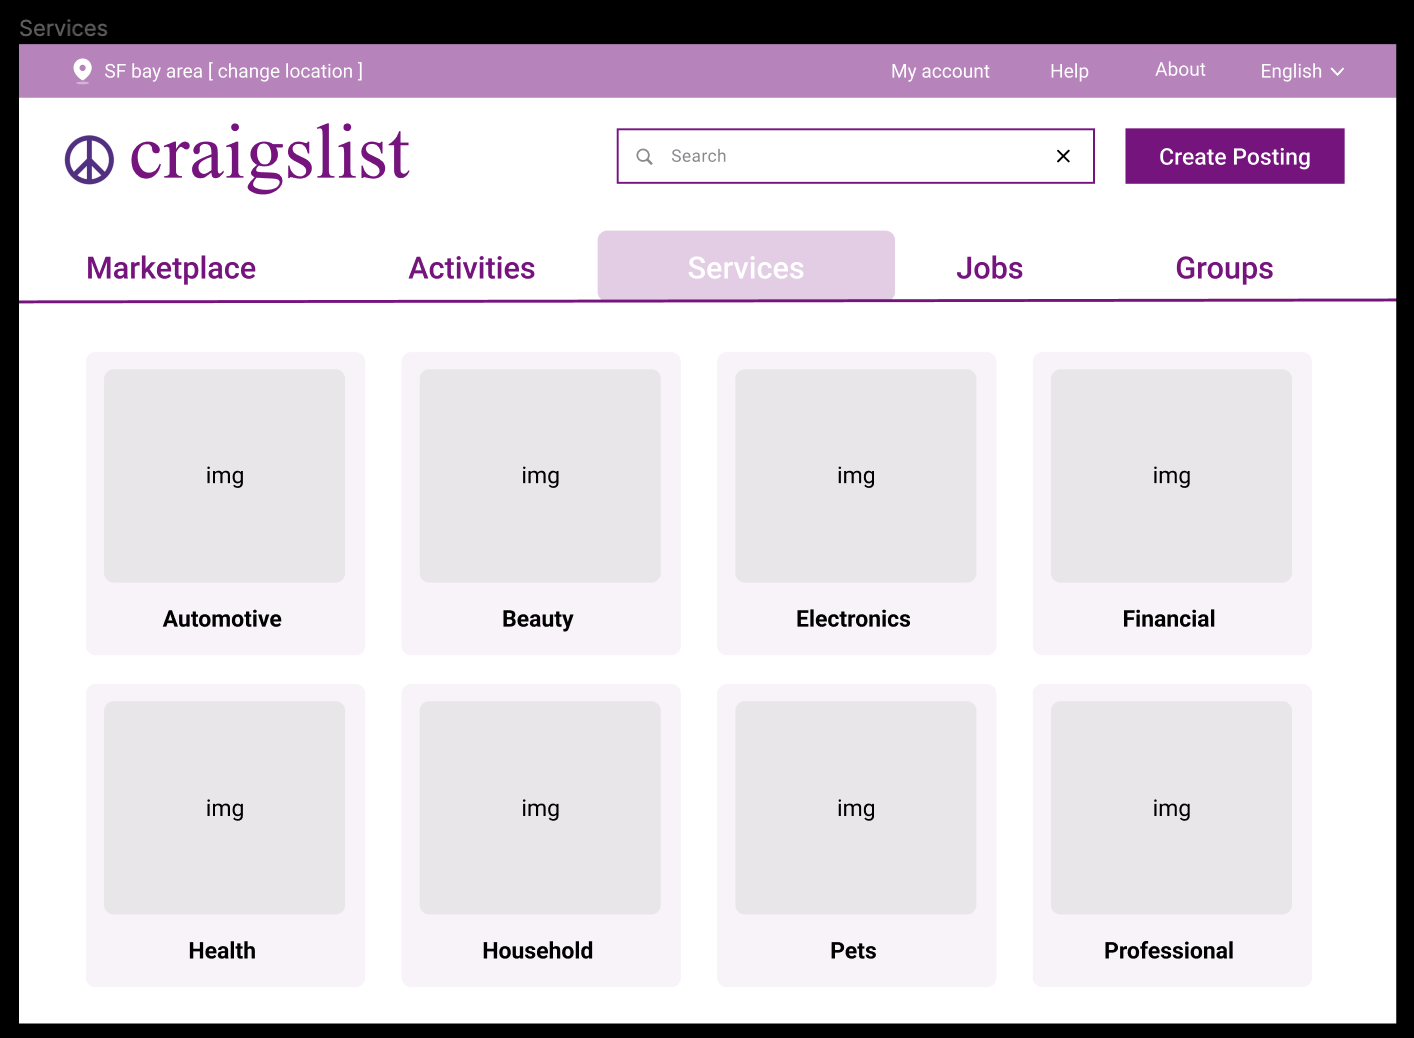 Services
SF bay area [ change location ] My account Help About English
craigslist Search Create Posting
Marketplace Activities Services Jobs Groups
img img img img
Automotive Beauty Electronics Financial
img img img img
Health Household Pets Professional